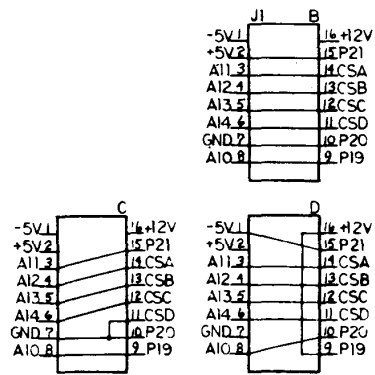 J1 B
-5V 1 16 +12V
+5V 2 15 P21
A11 3 14 CSA
A12 4 13 CSB
A13 5 12 CSC
A14 6 11 CSD
GND 7 10 P20
A10 8 9 P19
C
-5V 1 16 +12V
+5V 2 15 P21
A11 3 14 CSA
A12 4 13 CSB
A13 5 12 CSC
A14 6 11 CSD
GND 7 10 P20
A10 8 9 P19
D
-5V 1 16 +12V
+5V 2 15 P21
A11 3 14 CSA
A12 4 13 CSB
A13 5 12 CSC
A14 6 11 CSD
GND 7 10 P20
A10 8 9 P19